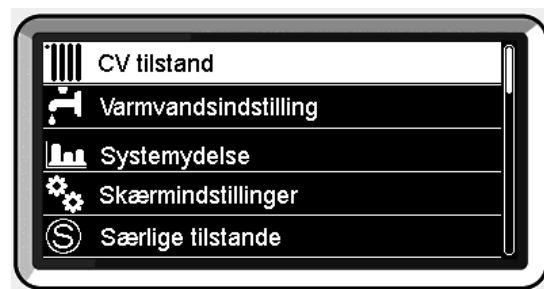 CV tilstand
Varmvandsindstilling
Systemydelse
Skærmindstillinger
Ⓢ Særlige tilstande